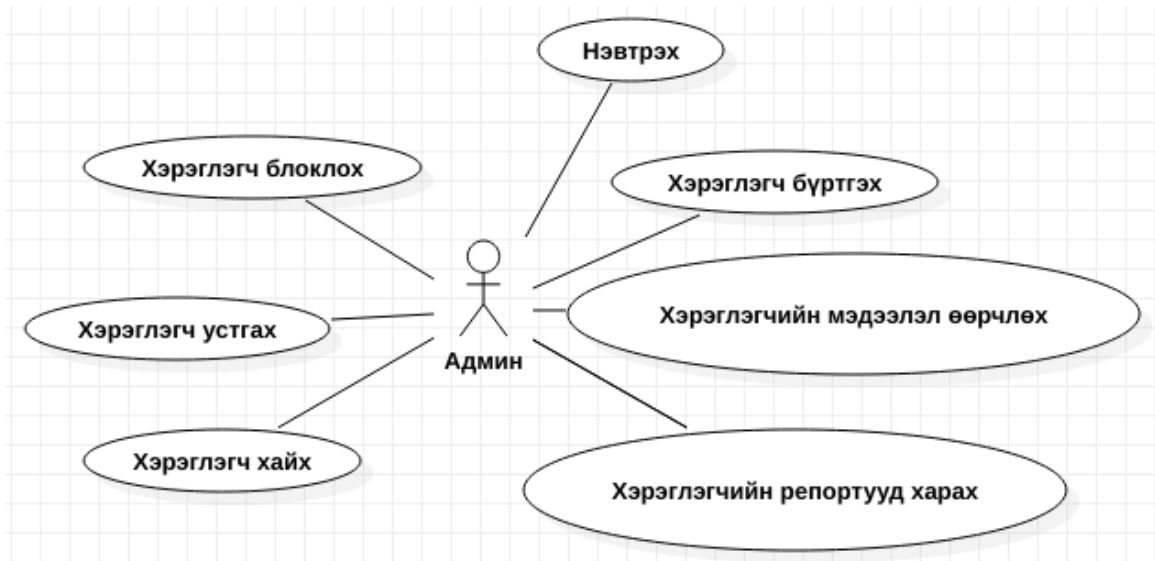 Нэвтрэх
Хэрэглэгч блоклох
Хэрэглэгч бүртгэх
Хэрэглэгчийн мэдээлэл өөрчлөх
Хэрэглэгч устгах
Админ
Хэрэглэгч хайх
Хэрэглэгчийн репортууд харах